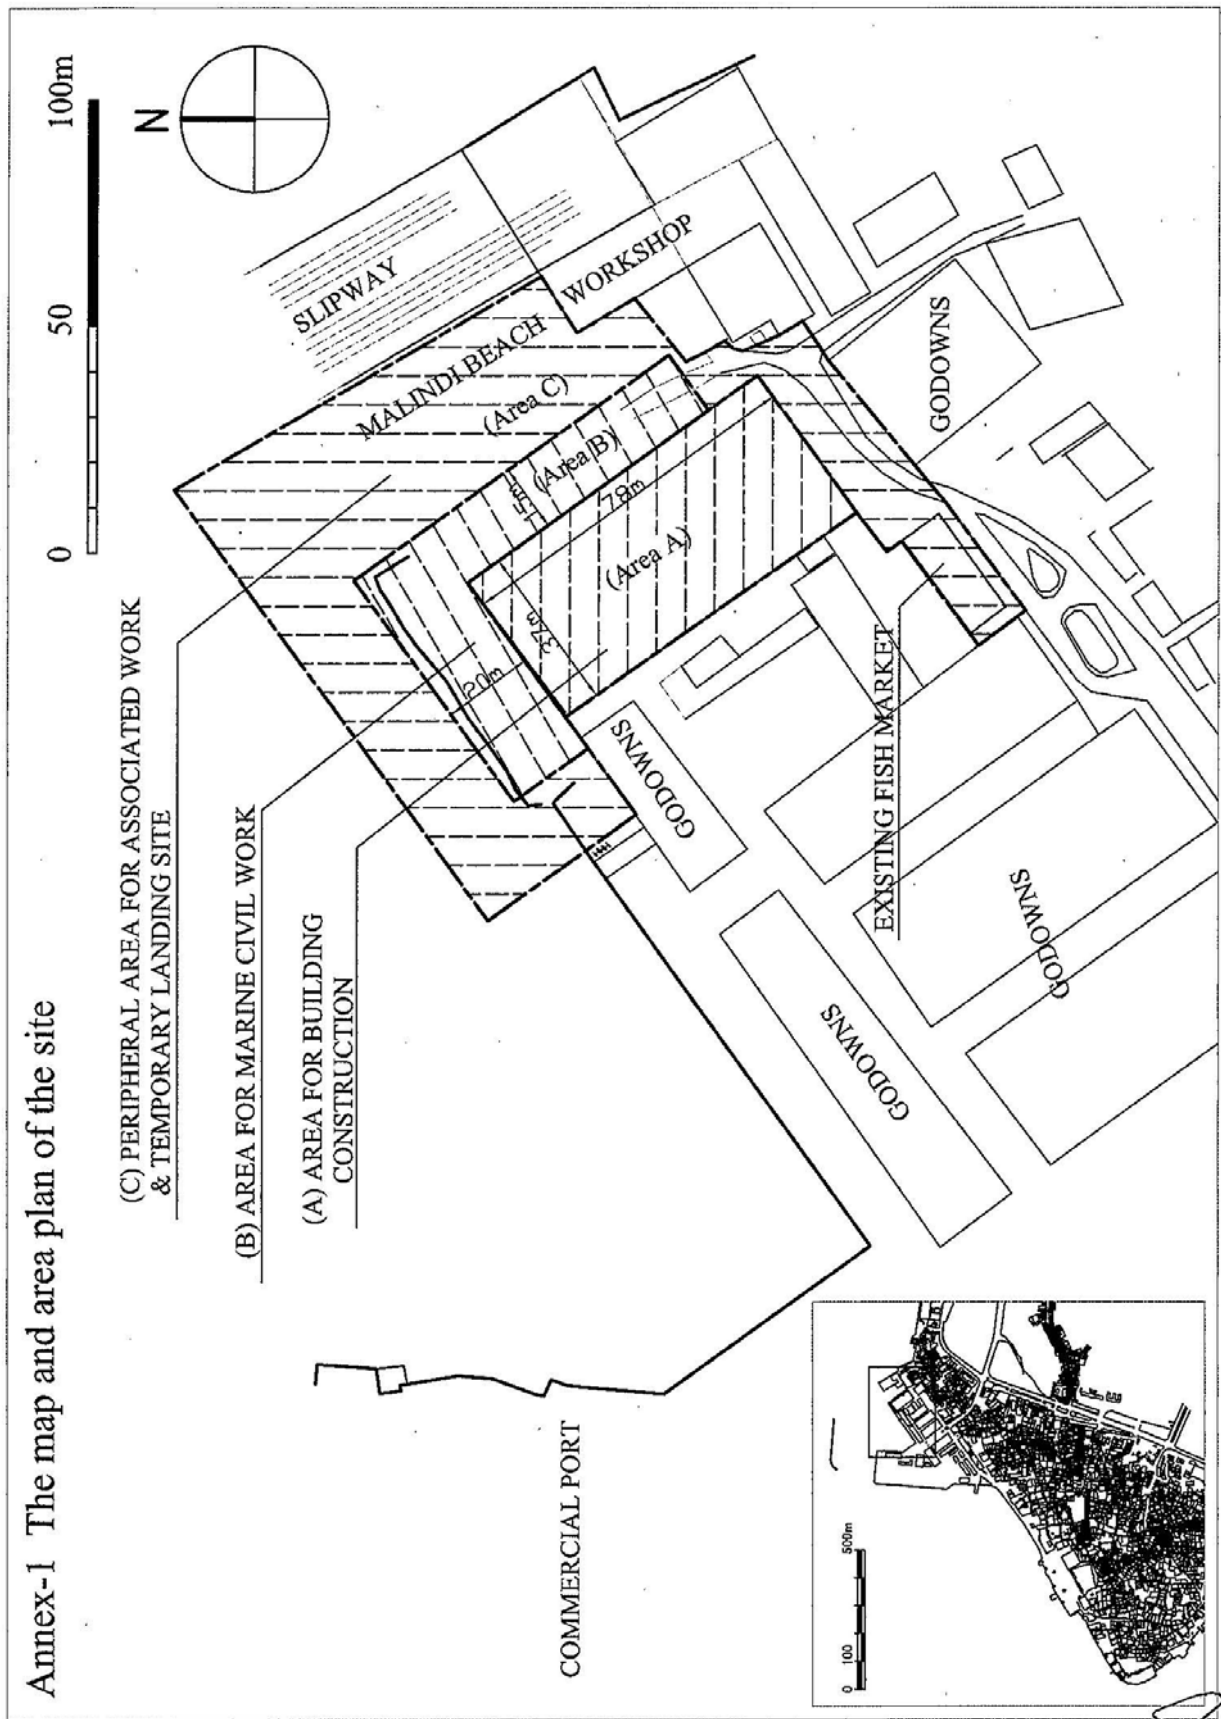 Annex-1 The map and area plan of the site
0 50 100m
N
(C) PERIPHERAL AREA FOR ASSOCIATED WORK
& TEMPORARY LANDING SITE
(B) AREA FOR MARINE CIVIL WORK
(A) AREA FOR BUILDING
CONSTRUCTION
SLIPWAY
MALINDI BEACH
(Area C)
WORKSHOP
15m
(Area B)
78m
(Area A)
37m
20m
GODOWNS
GODOWNS
EXISTING FISH MARKET
GODOWNS
GODOWNS
COMMERCIAL PORT
0 100 500m